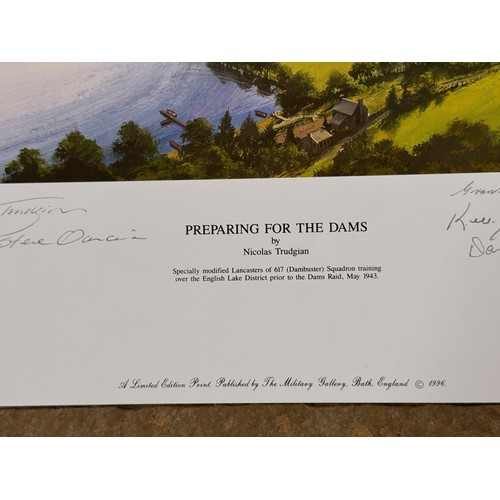 Trudgian
PREPARING FOR THE DAMS
by
Nicolas Trudgian
Specially modified Lancasters of 617 (Dambuster) Squadron training
over the English Lake District prior to the Dams Raid, May 1943.
A Limited Edition Print. Published by The Military Gallery, Bath, England © 1996.